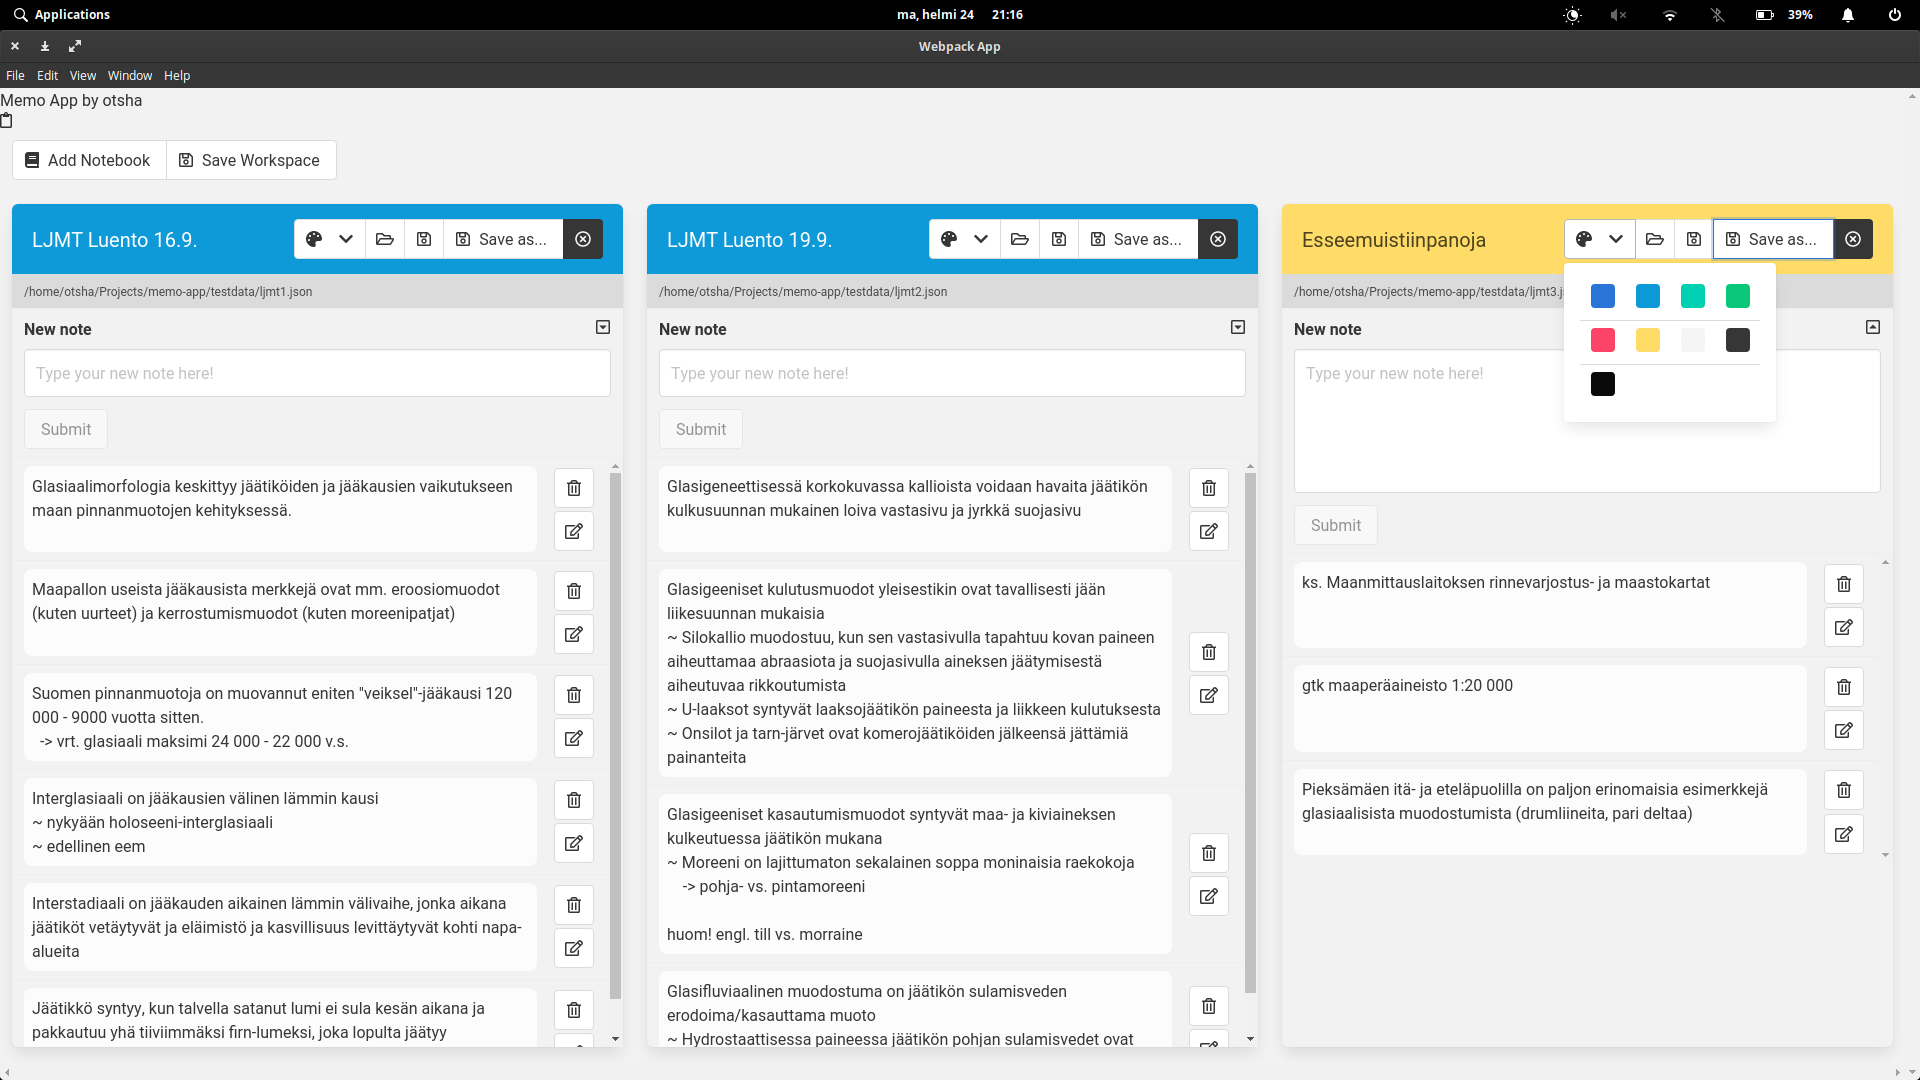 Applications
ma, helmi 24 21:16
39%
Webpack App
File Edit View Window Help
Memo App by otsha
Add Notebook
Save Workspace
LJMT Luento 16.9.
Save as...
/home/otsha/Projects/memo-app/testdata/ljmt1.json
New note
Type your new note here!
Submit
Glasiaalimorfologia keskittyy jäätiköiden ja jääkausien vaikutukseen
maan pinnanmuotojen kehityksessä.
Maapallon useista jääkausista merkkejä ovat mm. eroosiomuodot
(kuten uurteet) ja kerrostumismuodot (kuten moreenipatjat)
Suomen pinnanmuotoja on muovannut eniten "veiksel"-jääkausi 120
000 - 9000 vuotta sitten.
-> vrt. glasiaali maksimi 24 000 - 22 000 v.s.
Interglasiaali on jääkausien välinen lämmin kausi
~ nykyään holoseeni-interglasiaali
~ edellinen eem
Interstadiaali on jääkauden aikainen lämmin välivaihe, jonka aikana
jäätiköt vetäytyvät ja eläimistö ja kasvillisuus levittäytyvät kohti napa-
alueita
Jäätikkö syntyy, kun talvella satanut lumi ei sula kesän aikana ja
pakkautuu yhä tiiviimmäksi firn-lumeksi, joka lopulta jäätyy
LJMT Luento 19.9.
Save as...
/home/otsha/Projects/memo-app/testdata/ljmt2.json
New note
Type your new note here!
Submit
Glasigeneettisessä korkokuvassa kallioista voidaan havaita jäätikön
kulkusuunnan mukainen loiva vastasivu ja jyrkkä suojasivu
Glasigeeniset kulutusmuodot yleisestikin ovat tavallisesti jään
liikesuunnan mukaisia
~ Silokallio muodostuu, kun sen vastasivulla tapahtuu kovan paineen
aiheuttamaa abraasiota ja suojasivulla aineksen jäätymisestä
aiheutuvaa rikkoutumista
~ U-laaksot syntyvät laaksojäätikön paineesta ja liikkeen kulutuksesta
~ Onsilot ja tarn-järvet ovat komerojäätiköiden jälkeensä jättämiä
painanteita
Glasigeeniset kasautumismuodot syntyvät maa- ja kiviaineksen
kulkeutuessa jäätikön mukana
~ Moreeni on lajittumaton sekalainen soppa moninaisia raekokoja
-> pohja- vs. pintamoreeni
huom! engl. till vs. morraine
Glasifluviaalinen muodostuma on jäätikön sulamisveden
erodoima/kasauttama muoto
~ Hydrostaattisessa paineessa jäätikön pohjan sulamisvedet ovat
Esseemuistiinpanoja
Save as...
/home/otsha/Projects/memo-app/testdata/ljmt3.j
New note
Type your new note here!
Submit
ks. Maanmittauslaitoksen rinnevarjostus- ja maastokartat
gtk maaperäaineisto 1:20 000
Pieksämäen itä- ja eteläpuolilla on paljon erinomaisia esimerkkejä
glasiaalisista muodostumista (drumliineita, pari deltaa)